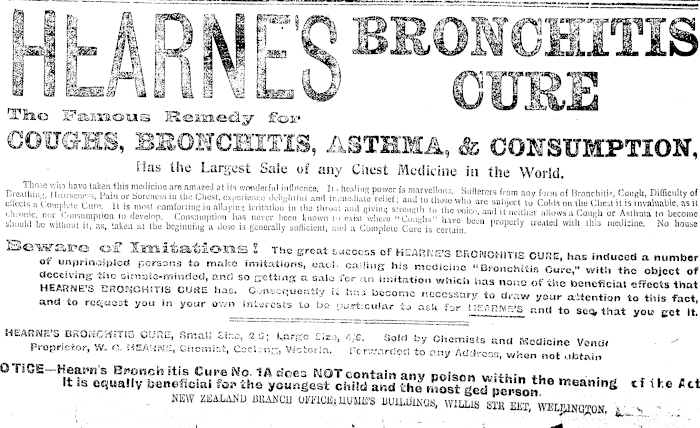 HEARNE'S BRONCHITIS
CURE
The Famous Remedy for
COUGHS, BRONCHITIS, ASTHMA, & CONSUMPTION,
Has the Largest Sale of any Chest Medicine in the World.
Those who have taken this medicine are amazed at its wonderful influence. Its healing power is marvellous. Sufferers from any form of Bronchitis, Cough, Difficulty of
Breathing, Hoarseness, Pain or Soreness in the Chest, experience delightful and immediate relief; and to those who are subject to Colds on the Chest it is invaluable, as it
effects a Complete Cure. It is most comforting in allaying irritation in the throat and giving strength to the voice, and it neither allows a Cough or Asthma to become
chronic, nor Consumption to develop. Consumption has never been known to exist where "Coughs" have been properly treated with this medicine. No house
should be without it, as, taken at the beginning a dose is generally sufficient, and a Complete Cure is certain.
Beware of Imitations! The great success of HEARNE'S BRONCHITIS CURE, has induced a number
of unprincipled persons to make imitations, each calling his medicine "Bronchitis Cure," with the object of
deceiving the simple-minded, and so getting a sale for an imitation which has none of the beneficial effects that
HEARNE'S BRONCHITIS CURE has. Consequently it has become necessary to draw your attention to this fact,
and to request you in your own interests to be particular to ask for HEARNE'S and to see that you get it.
HEARNE'S BRONCHITIS CURE, Small Size, 2/6; Large Size, 4/6. Sold by Chemists and Medicine Vend
Proprietor, W. G. HEARNE, Chemist, Geelong, Victoria. Forwarded to any Address, when not obtain
OTICE—Hearn's Bronchitis Cure No. 1A does NOT contain any poison within the meaning of the Act
It is equally beneficial for the youngest child and the most ged person.
NEW ZEALAND BRANCH OFFICE; HUME'S BUILDINGS, WILLIS STREET, WELLINGTON,